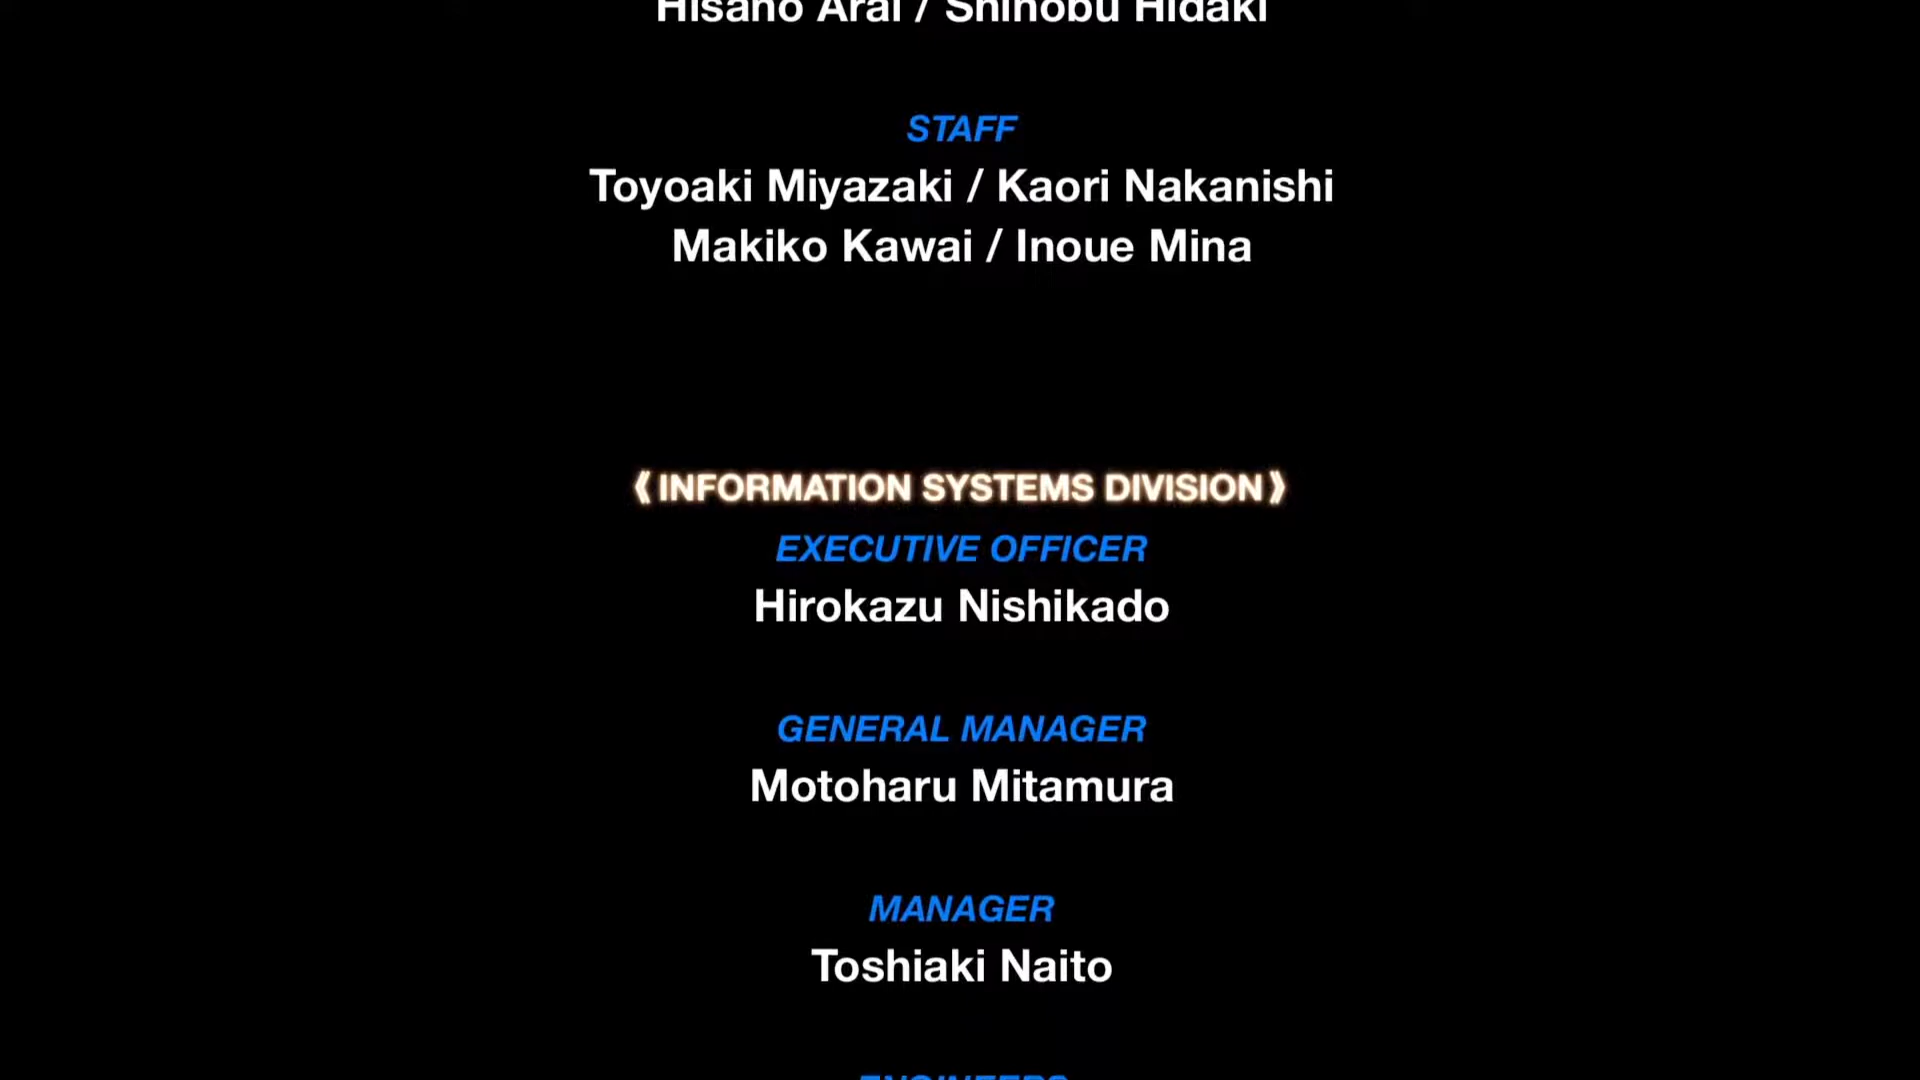 Hisano Arai / Shinobu Hidaki
STAFF
Toyoaki Miyazaki / Kaori Nakanishi
Makiko Kawai / Inoue Mina
《INFORMATION SYSTEMS DIVISION》
EXECUTIVE OFFICER
Hirokazu Nishikado
GENERAL MANAGER
Motoharu Mitamura
MANAGER
Toshiaki Naito
ENGINEERS